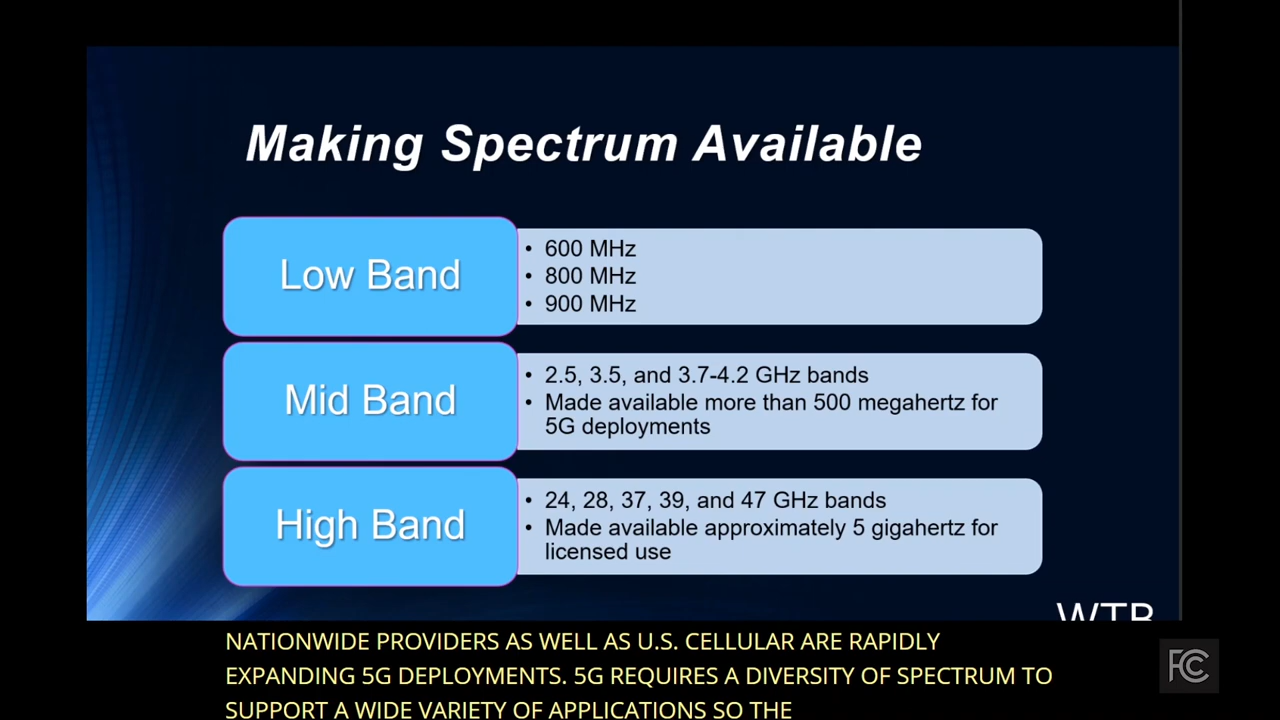 Making Spectrum Available
Low Band
• 600 MHz
• 800 MHz
• 900 MHz
Mid Band
• 2.5, 3.5, and 3.7-4.2 GHz bands
• Made available more than 500 megahertz for
5G deployments
High Band
• 24, 28, 37, 39, and 47 GHz bands
• Made available approximately 5 gigahertz for
licensed use
WTB
NATIONWIDE PROVIDERS AS WELL AS U.S. CELLULAR ARE RAPIDLY
EXPANDING 5G DEPLOYMENTS. 5G REQUIRES A DIVERSITY OF SPECTRUM TO
SUPPORT A WIDE VARIETY OF APPLICATIONS SO THE
FCC